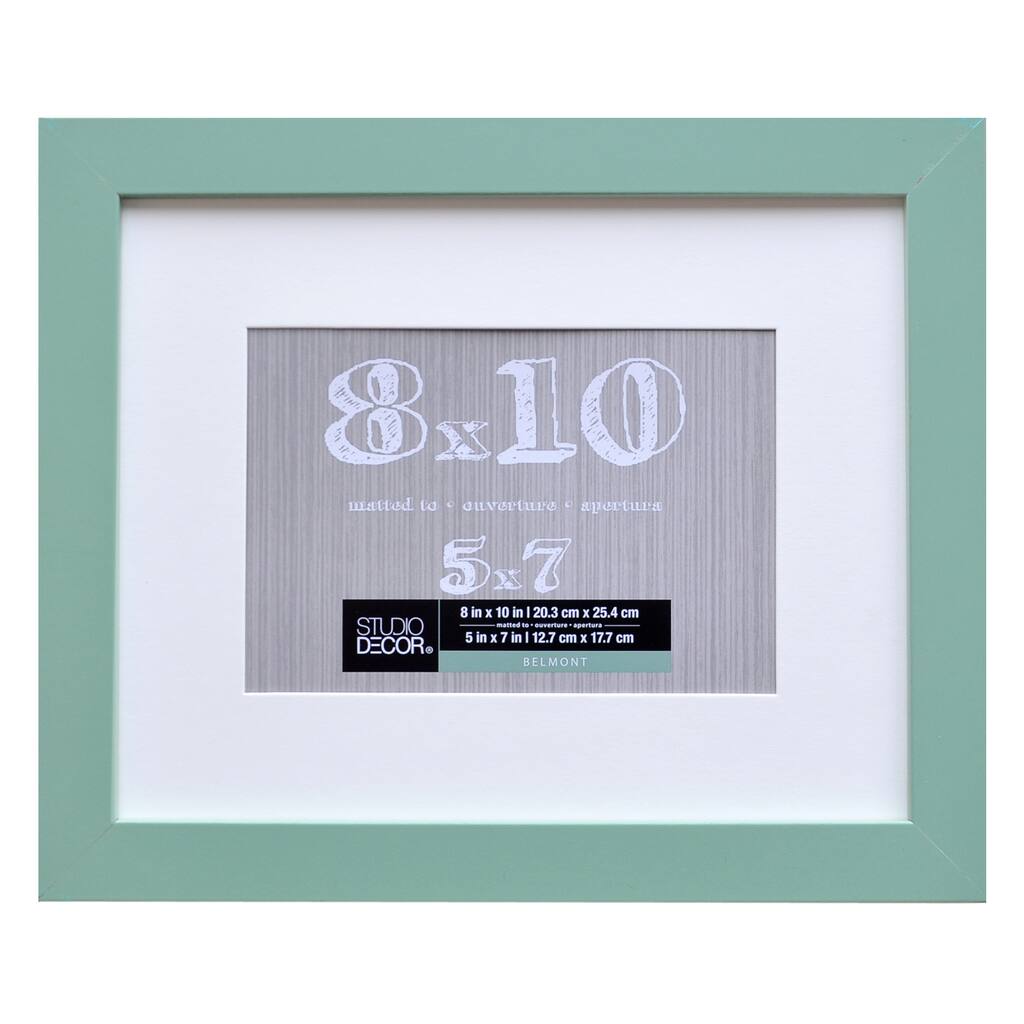 8x10
matted to • ouverture • apertura
5x7
STUDIO
DECOR®
8 in x 10 in | 20.3 cm x 25.4 cm
matted to • ouverture • apertura
5 in x 7 in | 12.7 cm x 17.7 cm
BELMONT